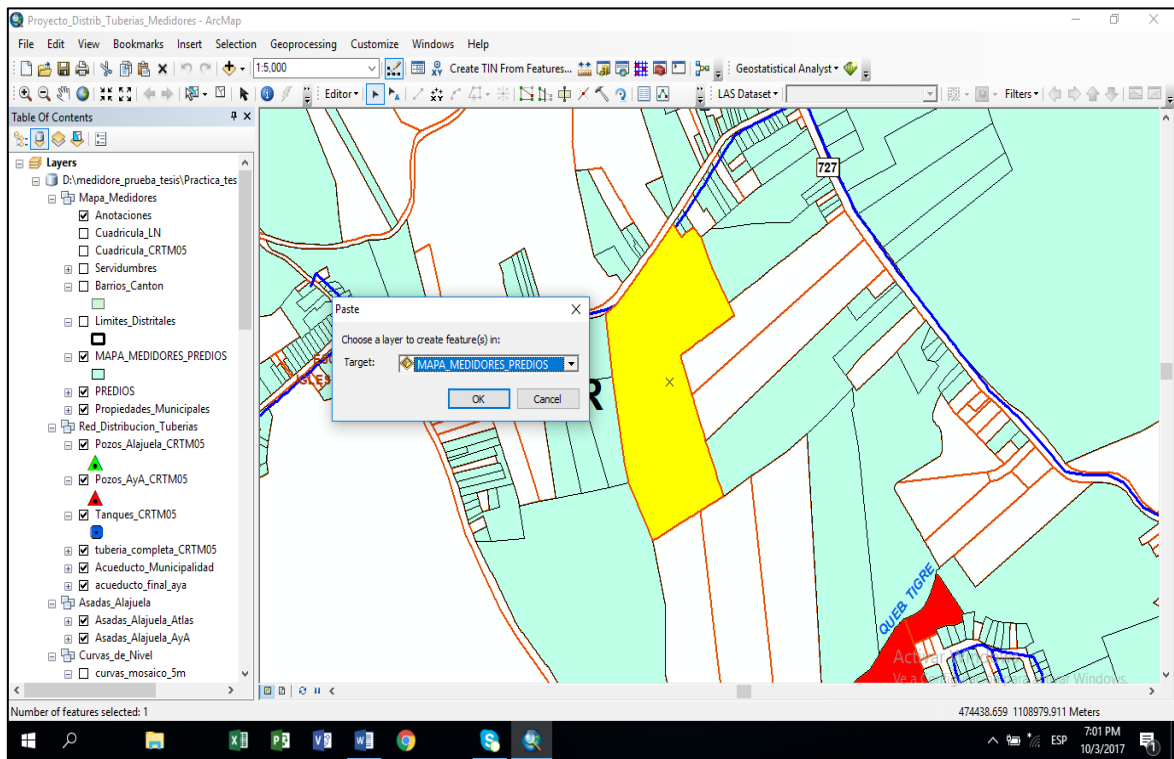 Proyecto_Distrib_Tuberias_Medidores - ArcMap
File Edit View Bookmarks Insert Selection Geoprocessing Customize Windows Help
1:5,000 Create TIN From Features... Geostatistical Analyst
Editor LAS Dataset Filters
Table Of Contents
Layers
D:\medidore_prueba_tesis\Practica_tes
Mapa_Medidores
Anotaciones
Cuadricula_LN
Cuadricula_CRTM05
Servidumbres
Barrios_Canton
Limites_Distritales
MAPA_MEDIDORES_PREDIOS
PREDIOS
Propiedades_Municipales
Red_Distribucion_Tuberias
Pozos_Alajuela_CRTM05
Pozos_AyA_CRTM05
Tanques_CRTM05
tuberia_completa_CRTM05
Acueducto_Municipalidad
acueducto_final_aya
Asadas_Alajuela
Asadas_Alajuela_Atlas
Asadas_Alajuela_AyA
Curvas_de_Nivel
curvas_mosaico_5m
727
Paste
Choose a layer to create feature(s) in:
Target: MAPA_MEDIDORES_PREDIOS
OK Cancel
R
QUEB TIGRE
Number of features selected: 1
474438.659 1108979.911 Meters
ESP
7:01 PM
10/3/2017